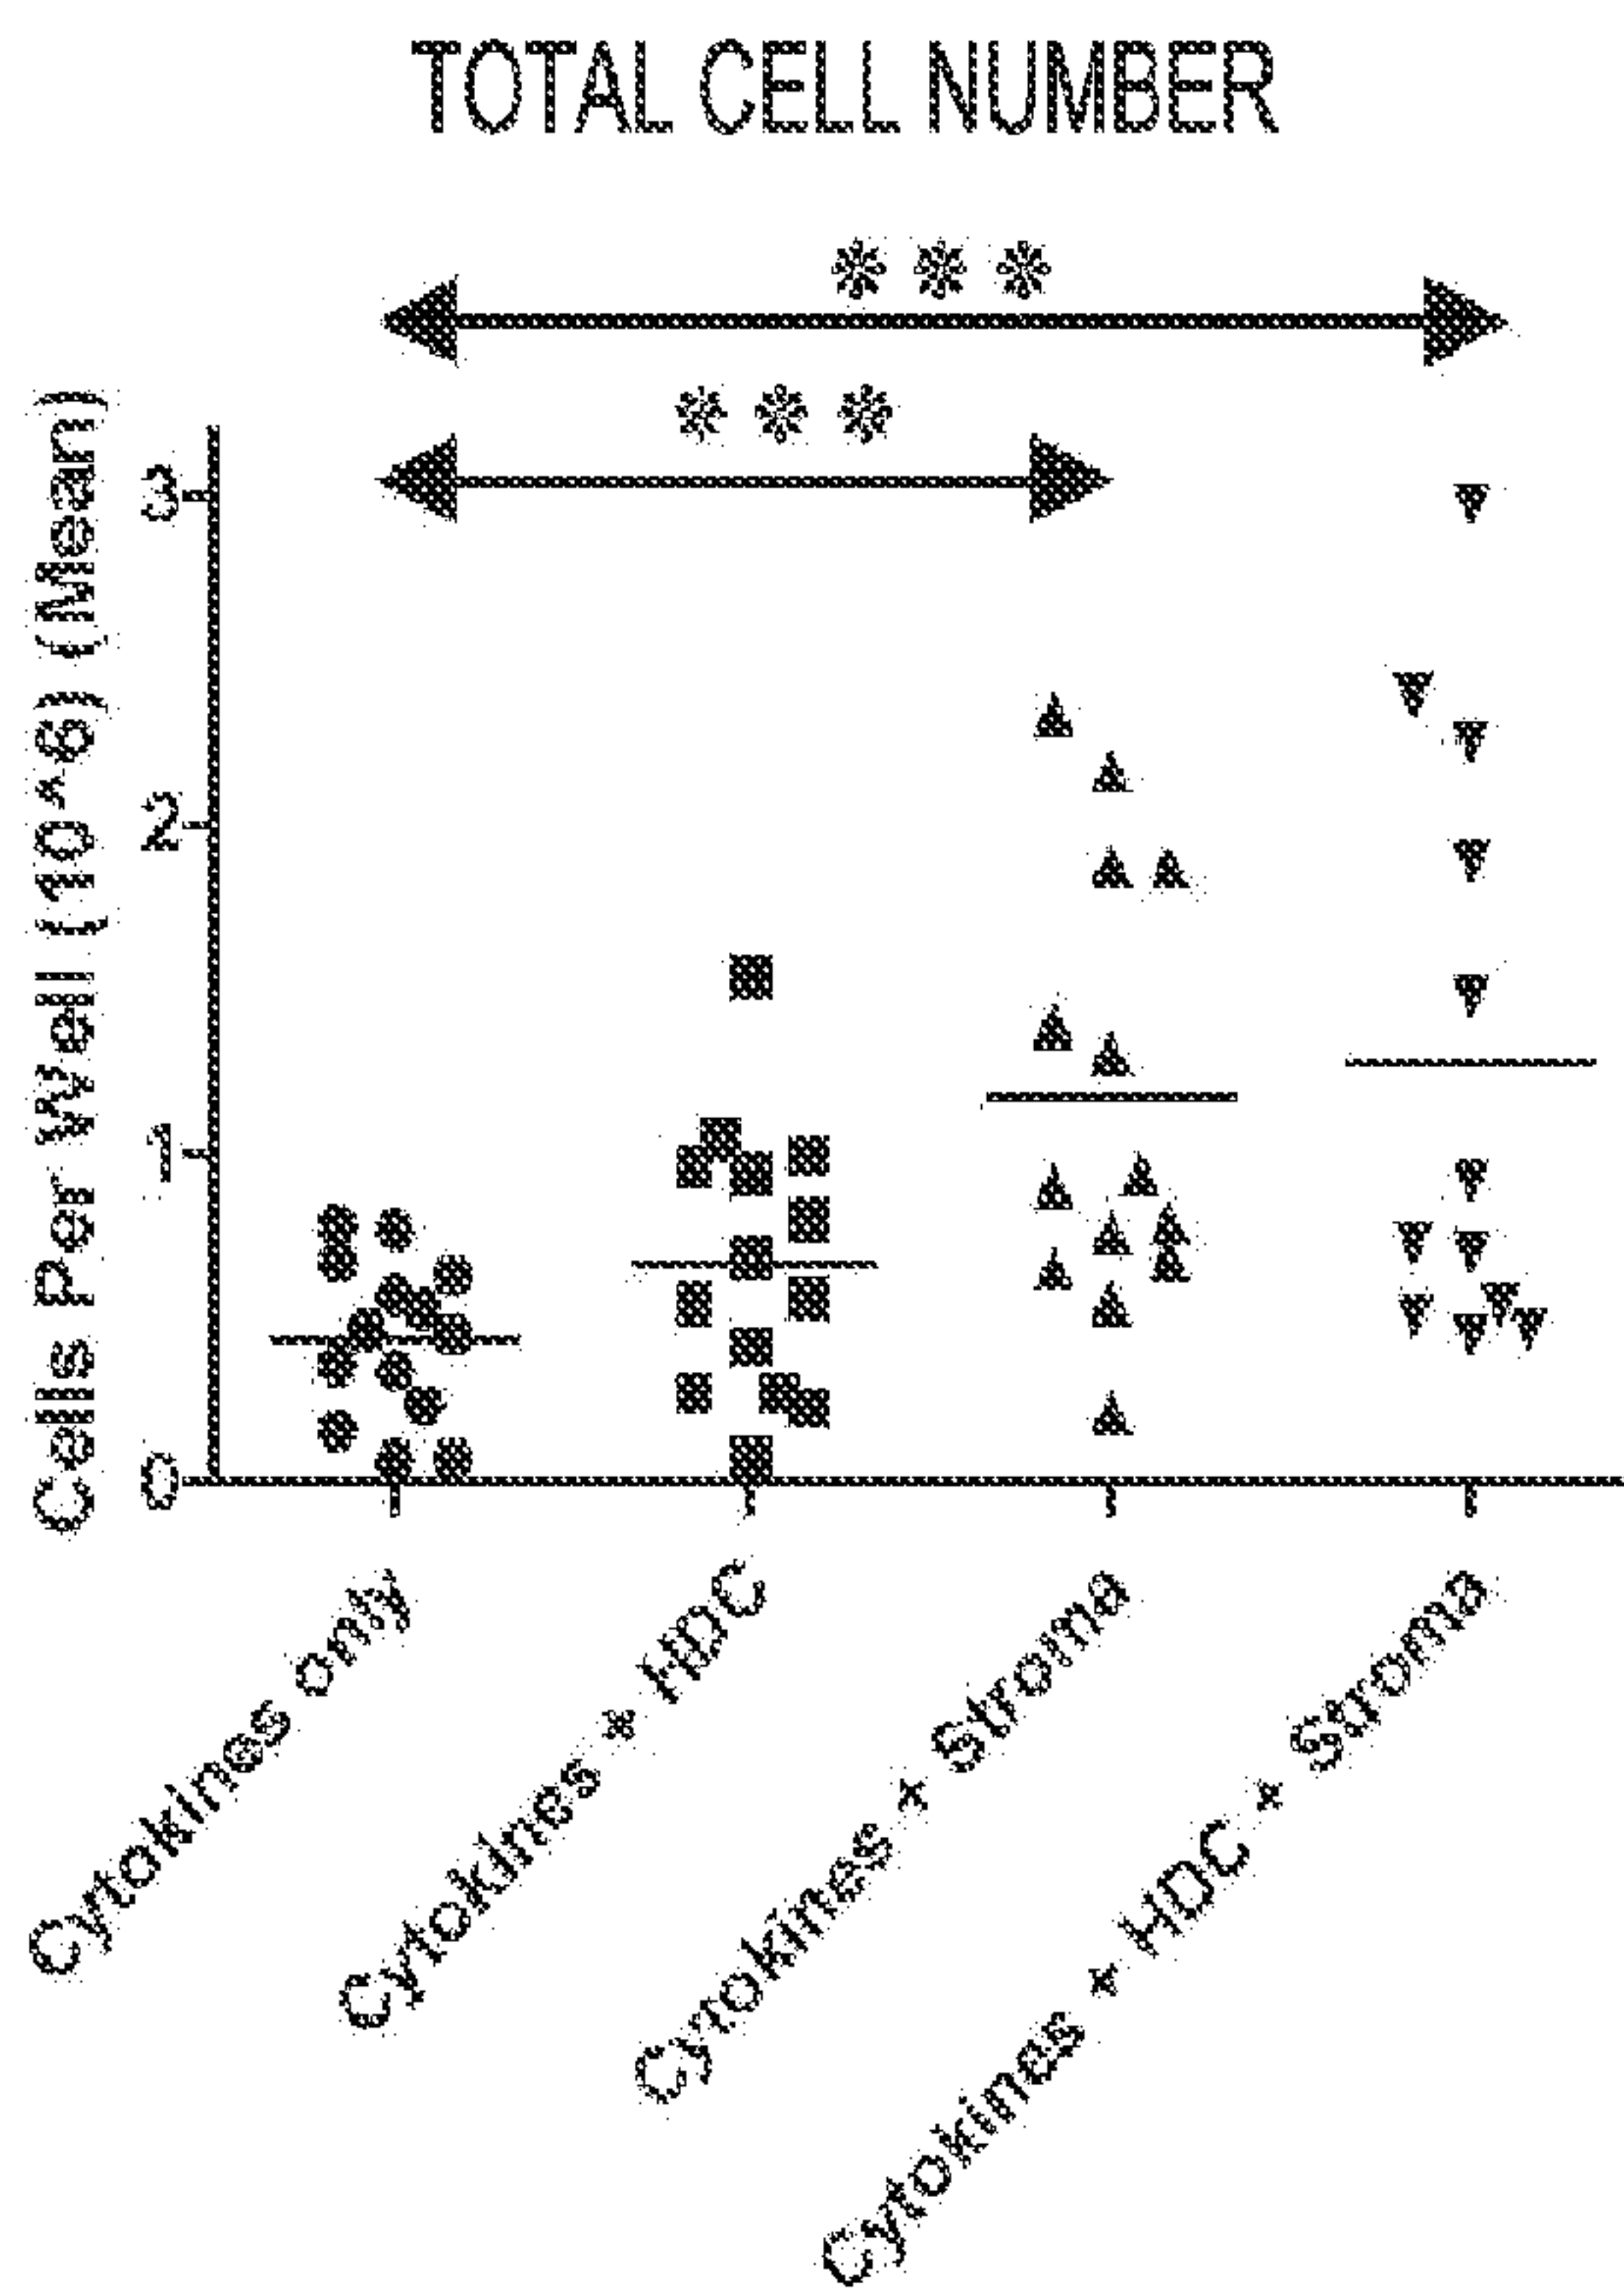 TOTAL CELL NUMBER
***
***
Cells Per Well (10^6) (Mean)
3
2
1
0
Cytokines only
Cytokines + HDC
Cytokines + Stroma
Cytokines + HDC + Stroma